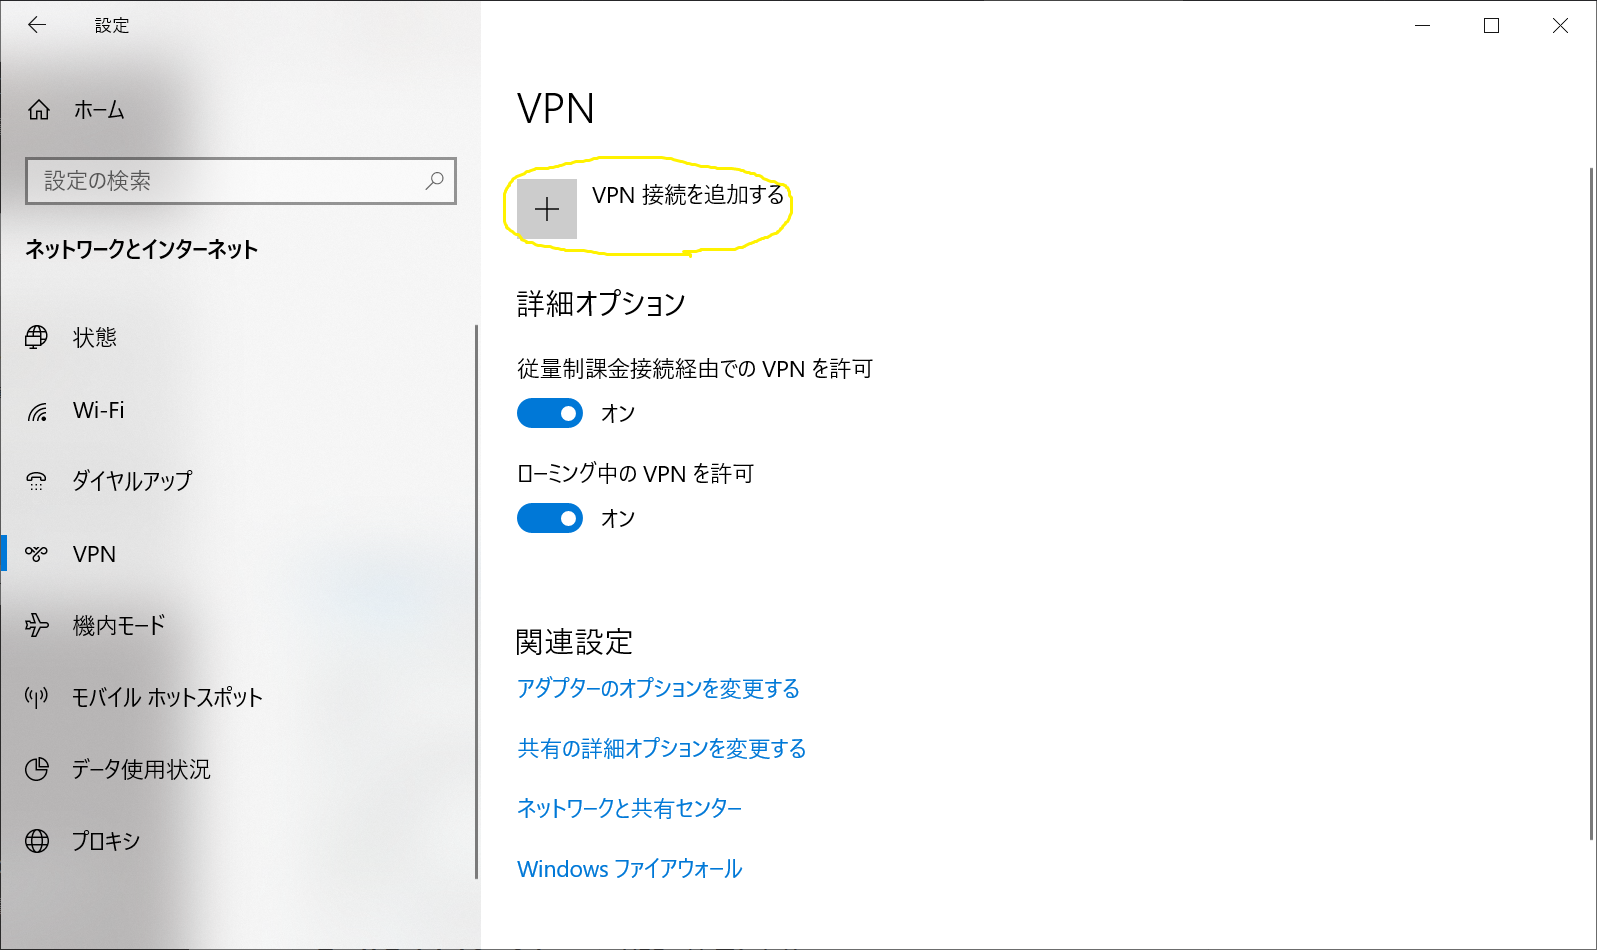 設定
ホーム
設定の検索
ネットワークとインターネット
状態
Wi-Fi
ダイヤルアップ
VPN
機内モード
モバイル ホットスポット
データ使用状況
プロキシ
VPN
VPN 接続を追加する
詳細オプション
従量制課金接続経由での VPN を許可
オン
ローミング中の VPN を許可
オン
関連設定
アダプターのオプションを変更する
共有の詳細オプションを変更する
ネットワークと共有センター
Windows ファイアウォール